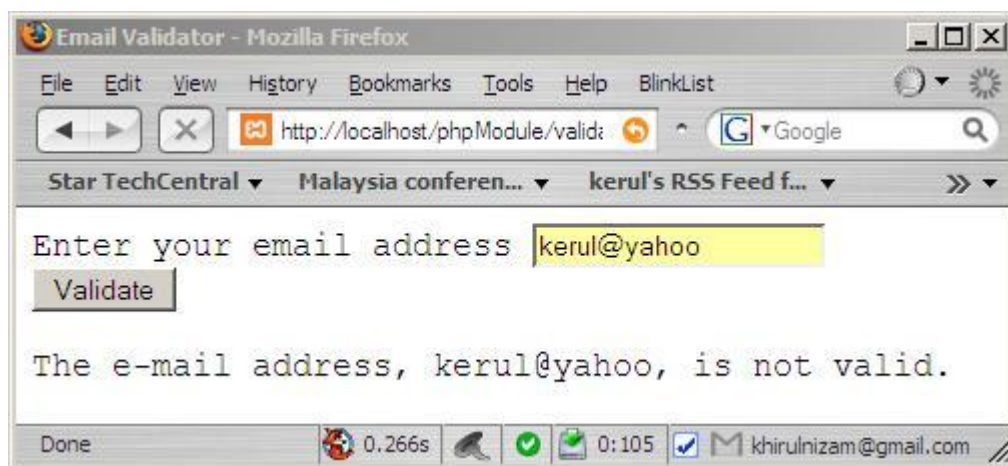 Email Validator - Mozilla Firefox
File Edit View History Bookmarks Tools Help BlinkList
http://localhost/phpModule/valida G Google
Star TechCentral Malaysia conferen... kerul's RSS Feed f...
Enter your email address kerul@yahoo
Validate
The e-mail address, kerul@yahoo, is not valid.
Done 0.266s 0:105 khirulnizam@gmail.com